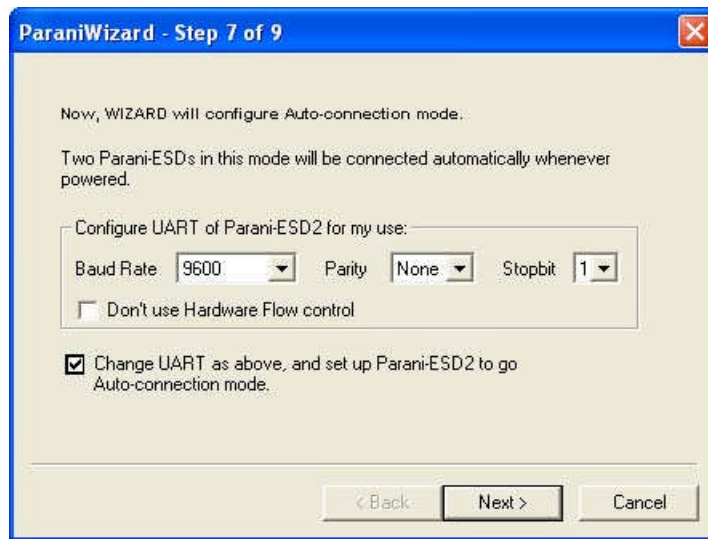 ParaniWizard - Step 7 of 9
Now, WIZARD will configure Auto-connection mode.
Two Parani-ESDs in this mode will be connected automatically whenever
powered.
Configure UART of Parani-ESD2 for my use:
Baud Rate 9600 Parity None Stopbit 1
Don't use Hardware Flow control
Change UART as above, and set up Parani-ESD2 to go
Auto-connection mode.
< Back Next > Cancel